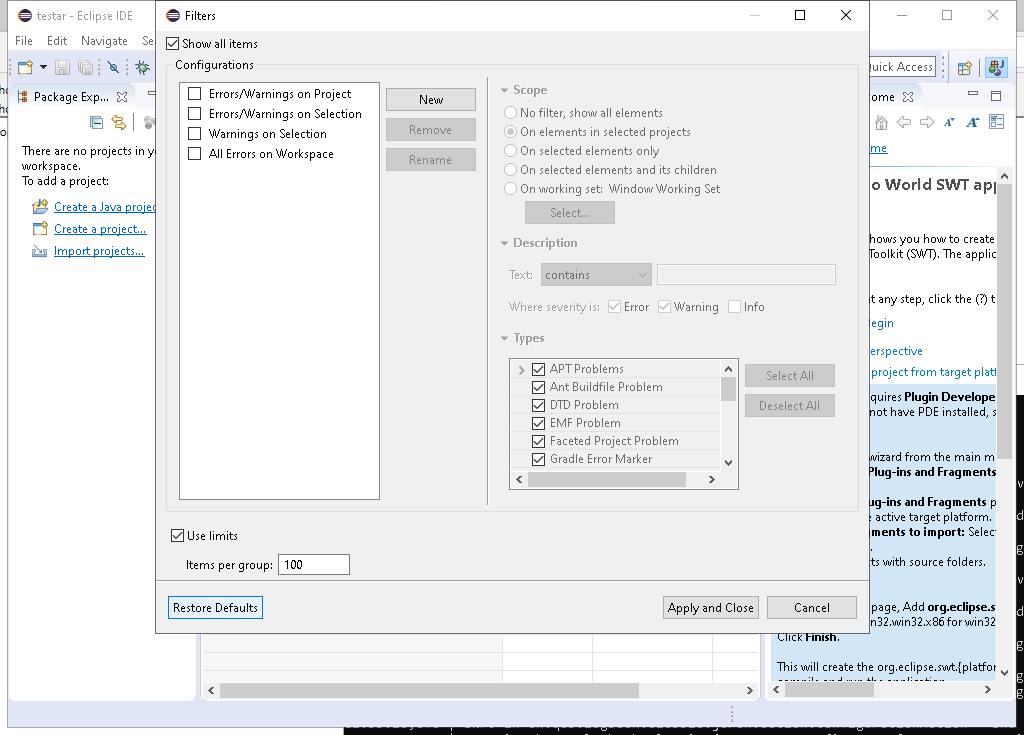 testar - Eclipse IDE
File Edit Navigate
Quick Access
Package Exp...
There are no projects in
workspace.
To add a project:
Create a Java
Create a project...
Import projects...
Filters
Show all items
Configurations
Errors/Warnings on Project
Errors/Warnings on Selection
Warnings on Selection
All Errors on Workspace
New
Remove
Rename
Scope
No filter, show all elements
On elements in selected projects
On selected elements only
On selected elements and its children
On working set: Window Working Set
Select...
Description
Text: contains
Where severity is: Error Warning Info
Types
APT Problems
Ant Buildfile Problem
DTD Problem
EMF Problem
Faceted Project Problem
Gradle Error Marker
Select All
Deselect All
Use limits
Items per group: 100
Restore Defaults
Apply and Close
Cancel
ome
me
o World SWT app
hows you how to create
Toolkit (SWT). The applic
t any step, click the (?) t
egin
erspective
project from target platf
quires Plugin Develope
not have PDE installed, s
wizard from the main m
Plug-ins and Fragments
ug-ins and Fragments p
e active target platform.
gments to import: Selec
ts with source folders.
page, Add org.eclipse.s
n32.win32.x86 for win32
Click Finish.
This will create the org.eclipse.swt.{platfor
compile and run the application.